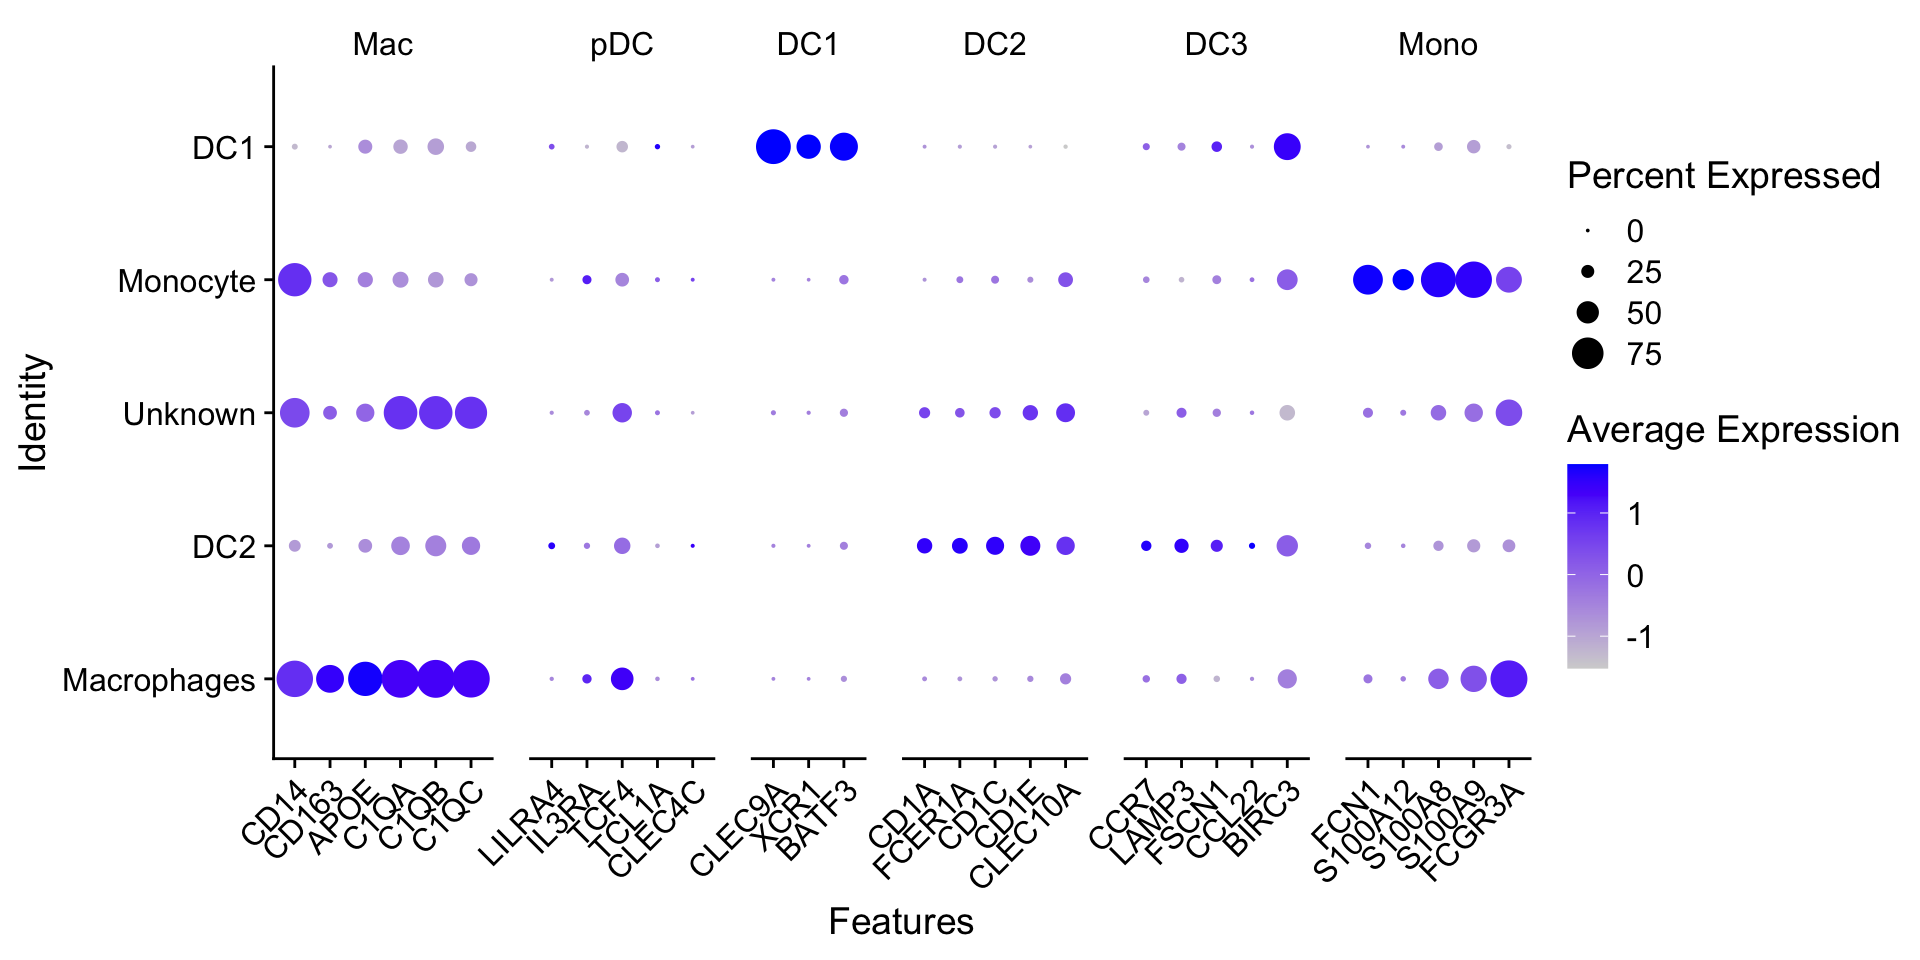 Mac pDC DC1 DC2 DC3 Mono
DC1
Monocyte
Unknown
DC2
Macrophages
Identity
CD14 CD163 APOE C1QA C1QB C1QC LILRA4 IL3RA TCF4 TCL1A CLEC4C CLEC9A XCR1 BATF3 CD1A FCER1A CD1C CD1E CLEC10A CCR7 LAMP3 FSCN1 CCL22 BIRC3 FCN1 S100A12 S100A8 S100A9 FCGR3A
Features
Percent Expressed
0
25
50
75
Average Expression
1
0
-1